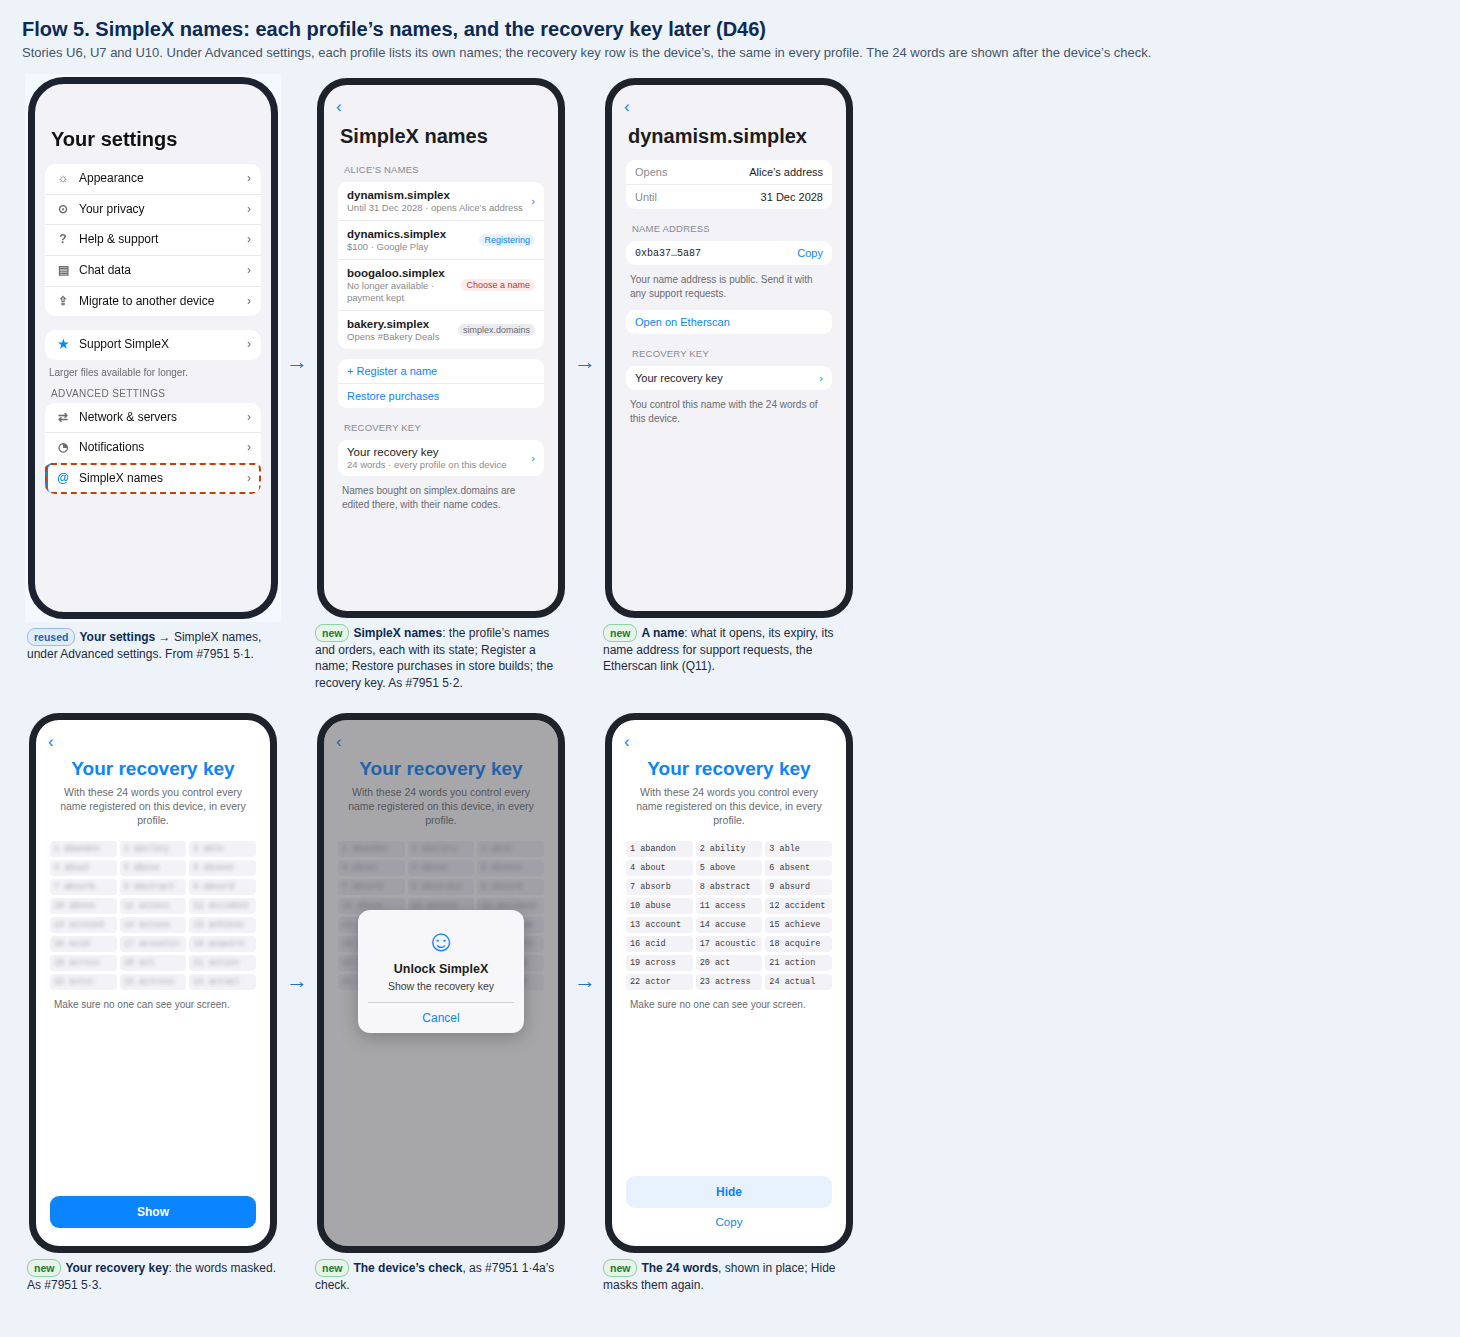 Flow 5. SimpleX names: each profile’s names, and the recovery key later (D46)
Stories U6, U7 and U10. Under Advanced settings, each profile lists its own names; the recovery key row is the device’s, the same in every profile. The 24 words are shown after the device’s check.
Your settings
Appearance ›
Your privacy ›
? Help & support ›
Chat data ›
Migrate to another device ›
★ Support SimpleX ›
Larger files available for longer.
ADVANCED SETTINGS
Network & servers ›
Notifications ›
@ SimpleX names ›
reused Your settings → SimpleX names,
under Advanced settings. From #7951 5·1.
→
‹
SimpleX names
ALICE’S NAMES
dynamism.simplex
Until 31 Dec 2028 · opens Alice’s address ›
dynamics.simplex
$100 · Google Play
Registering
boogaloo.simplex
No longer available ·
payment kept
Choose a name
bakery.simplex
Opens #Bakery Deals
simplex.domains
+ Register a name
Restore purchases
RECOVERY KEY
Your recovery key
24 words · every profile on this device ›
Names bought on simplex.domains are
edited there, with their name codes.
new SimpleX names: the profile’s names
and orders, each with its state; Register a
name; Restore purchases in store builds; the
recovery key. As #7951 5·2.
→
‹
dynamism.simplex
Opens Alice’s address
Until 31 Dec 2028
NAME ADDRESS
0xba37…5a87 Copy
Your name address is public. Send it with
any support requests.
Open on Etherscan
RECOVERY KEY
Your recovery key ›
You control this name with the 24 words of
this device.
new A name: what it opens, its expiry, its
name address for support requests, the
Etherscan link (Q11).
‹
Your recovery key
With these 24 words you control every
name registered on this device, in every
profile.
Make sure no one can see your screen.
Show
new Your recovery key: the words masked.
As #7951 5·3.
→
‹
Your recovery key
With these 24 words you control every
name registered on this device, in every
profile.
Unlock SimpleX
Show the recovery key
Cancel
new The device’s check, as #7951 1·4a’s
check.
→
‹
Your recovery key
With these 24 words you control every
name registered on this device, in every
profile.
1 abandon 2 ability 3 able
4 about 5 above 6 absent
7 absorb 8 abstract 9 absurd
10 abuse 11 access 12 accident
13 account 14 accuse 15 achieve
16 acid 17 acoustic 18 acquire
19 across 20 act 21 action
22 actor 23 actress 24 actual
Make sure no one can see your screen.
Hide
Copy
new The 24 words, shown in place; Hide
masks them again.